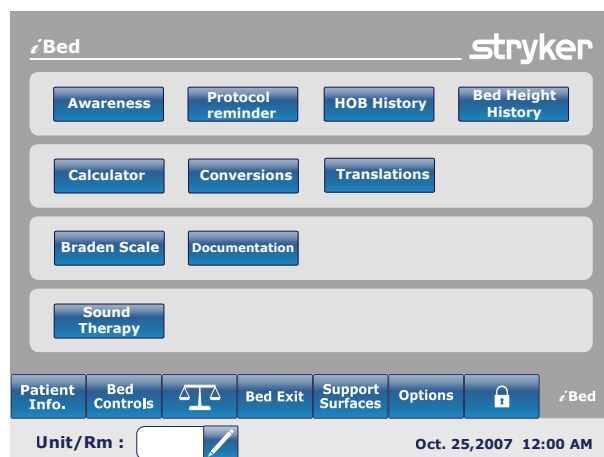 iBed stryker
Awareness Protocol reminder HOB History Bed Height History
Calculator Conversions Translations
Braden Scale Documentation
Sound Therapy
Patient Info. Bed Controls Bed Exit Support Surfaces Options iBed
Unit/Rm : Oct. 25,2007 12:00 AM